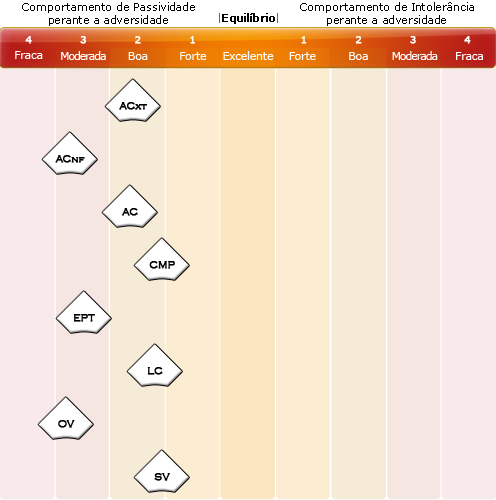 Comportamento de Passividade
perante a adversidade
|Equilíbrio|
Comportamento de Intolerância
perante a adversidade
4 3 2 1 1 2 3 4
Fraca Moderada Boa Forte Excelente Forte Boa Moderada Fraca
ACXT
ACNF
AC
CMP
EPT
LC
OV
SV